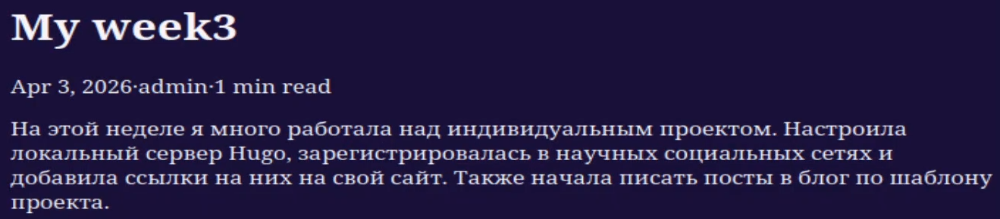 My week3
Apr 3, 2026·admin·1 min read
На этой неделе я много работала над индивидуальным проектом. Настроила
локальный сервер Hugo, зарегистрировалась в научных социальных сетях и
добавила ссылки на них на свой сайт. Также начала писать посты в блог по шаблону
проекта.